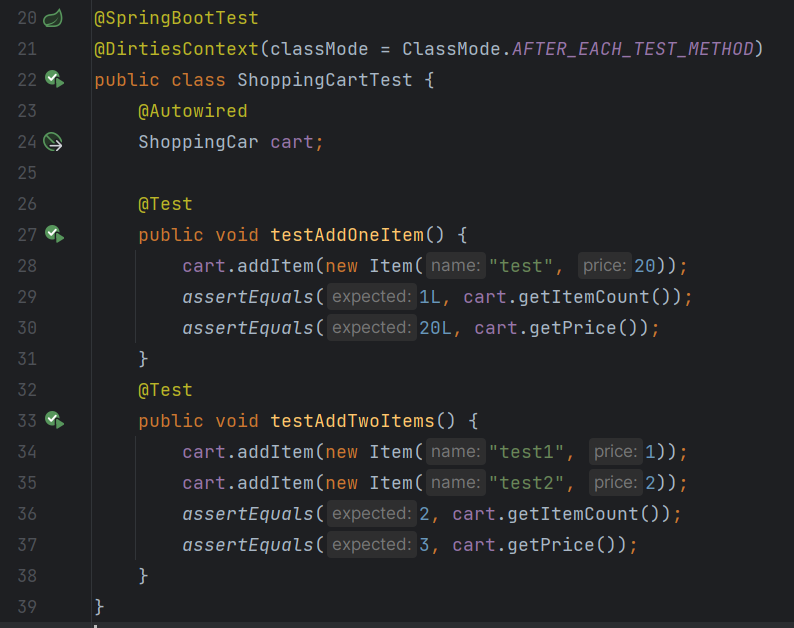 20 @SpringBootTest
21 @DirtiesContext(classMode = ClassMode.AFTER_EACH_TEST_METHOD)
22 public class ShoppingCartTest {
23 @Autowired
24 ShoppingCar cart;
25
26 @Test
27 public void testAddOneItem() {
28 cart.addItem(new Item( name: "test", price: 20));
29 assertEquals( expected: 1L, cart.getItemCount());
30 assertEquals( expected: 20L, cart.getPrice());
31 }
32 @Test
33 public void testAddTwoItems() {
34 cart.addItem(new Item( name: "test1", price: 1));
35 cart.addItem(new Item( name: "test2", price: 2));
36 assertEquals( expected: 2, cart.getItemCount());
37 assertEquals( expected: 3, cart.getPrice());
38 }
39 }